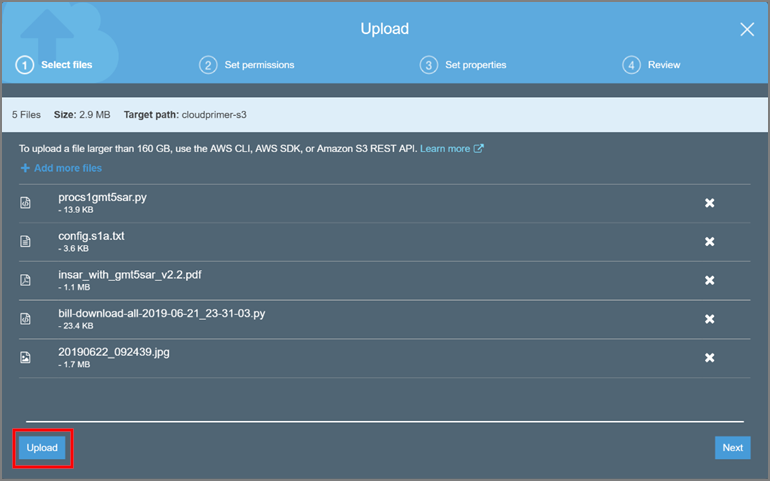 Upload
1 Select files 2 Set permissions 3 Set properties 4 Review
5 Files Size: 2.9 MB Target path: cloudprimer-s3
To upload a file larger than 160 GB, use the AWS CLI, AWS SDK, or Amazon S3 REST API. Learn more
Add more files
procs1gmt5sar.py
- 13.9 KB
config.s1a.txt
- 3.6 KB
insar_with_gmt5sar_v2.2.pdf
- 1.1 MB
bill-download-all-2019-06-21_23-31-03.py
- 23.4 KB
20190622_092439.jpg
- 1.7 MB
Upload Next